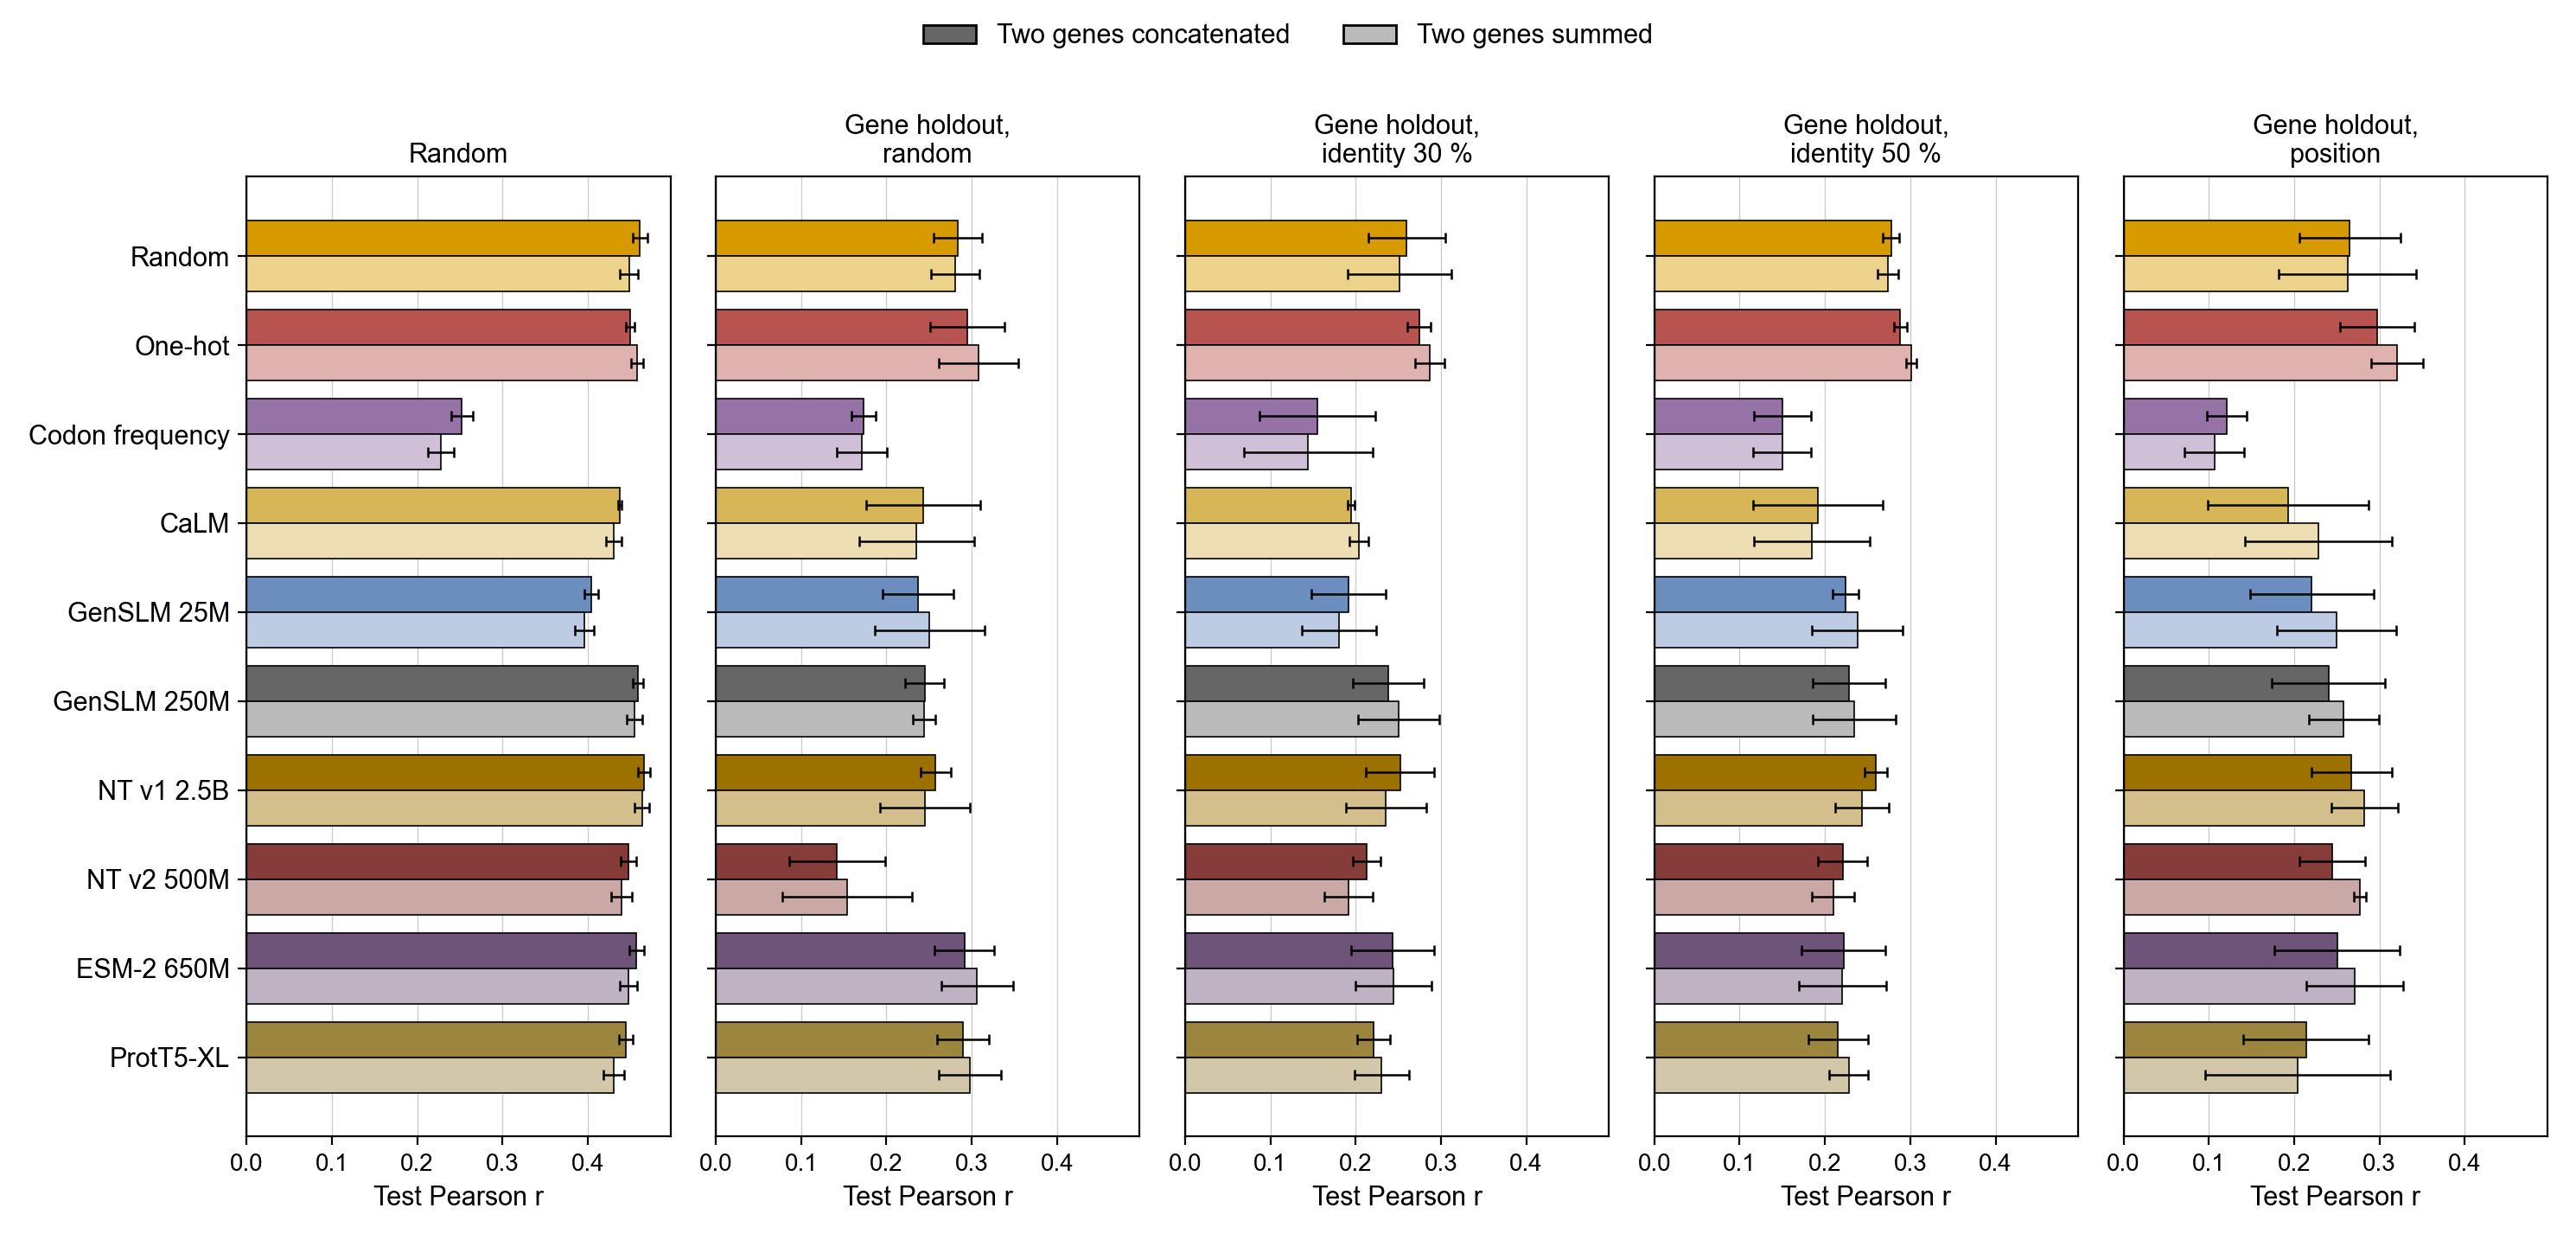 Two genes concatenated
Two genes summed
Random
Gene holdout,
random
Gene holdout,
identity 30 %
Gene holdout,
identity 50 %
Gene holdout,
position
Random
One-hot
Codon frequency
CaLM
GenSLM 25M
GenSLM 250M
NT v1 2.5B
NT v2 500M
ESM-2 650M
ProtT5-XL
0.0 0.1 0.2 0.3 0.4
0.0 0.1 0.2 0.3 0.4
0.0 0.1 0.2 0.3 0.4
0.0 0.1 0.2 0.3 0.4
0.0 0.1 0.2 0.3 0.4
Test Pearson r
Test Pearson r
Test Pearson r
Test Pearson r
Test Pearson r